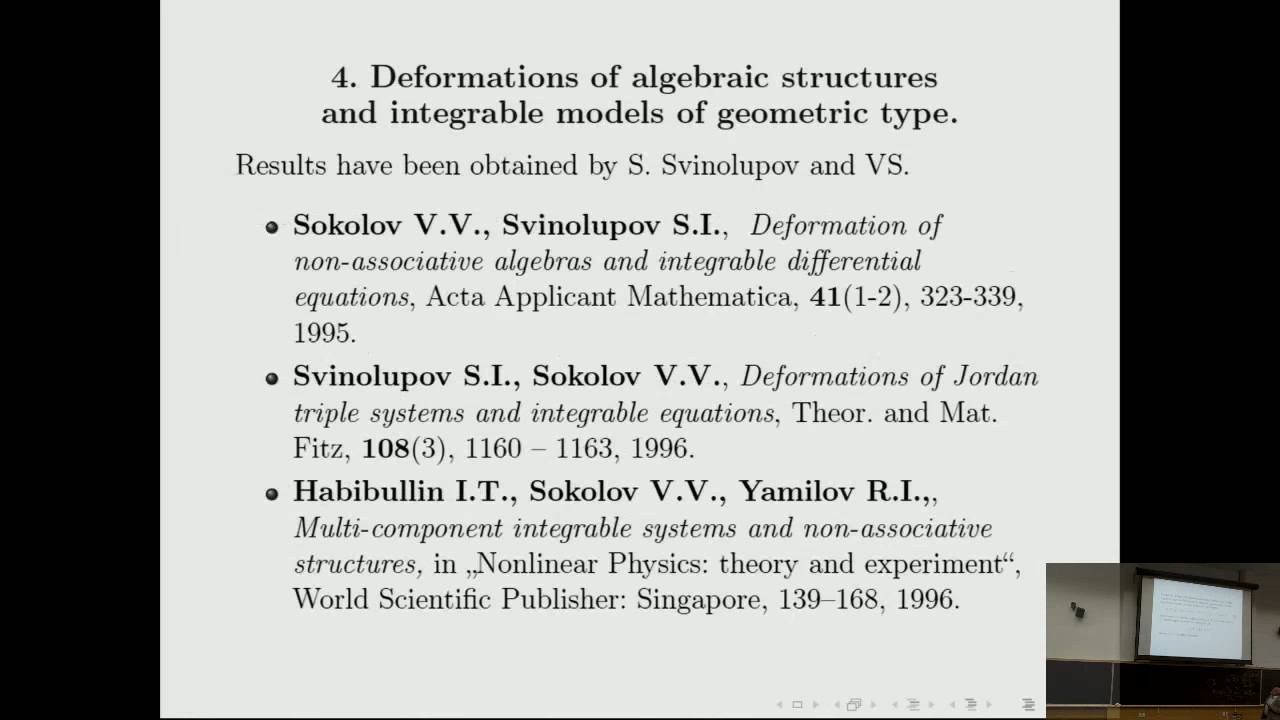 4. Deformations of algebraic structures
and integrable models of geometric type.
Results have been obtained by S. Svinolupov and VS.
Sokolov V.V., Svinolupov S.I., Deformation of
non-associative algebras and integrable differential
equations, Acta Applicant Mathematica, 41(1-2), 323-339,
1995.
Svinolupov S.I., Sokolov V.V., Deformations of Jordan
triple systems and integrable equations, Theor. and Mat.
Fitz, 108(3), 1160 – 1163, 1996.
Habibullin I.T., Sokolov V.V., Yamilov R.I.,,
Multi-component integrable systems and non-associative
structures, in „Nonlinear Physics: theory and experiment“,
World Scientific Publisher: Singapore, 139–168, 1996.